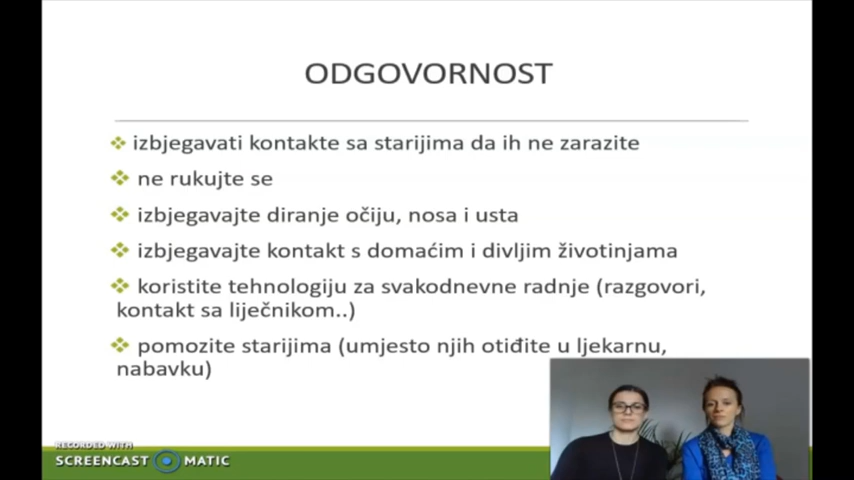 ODGOVORNOST
izbjegavati kontakte sa starijima da ih ne zarazite
ne rukujte se
izbjegavajte diranje očiju, nosa i usta
izbjegavajte kontakt s domaćim i divljim životinjama
koristite tehnologiju za svakodnevne radnje (razgovori,
kontakt sa liječnikom..)
pomozite starijima (umjesto njih otiđite u ljekarnu,
nabavku)
RECORDED WITH
SCREENCAST MATIC